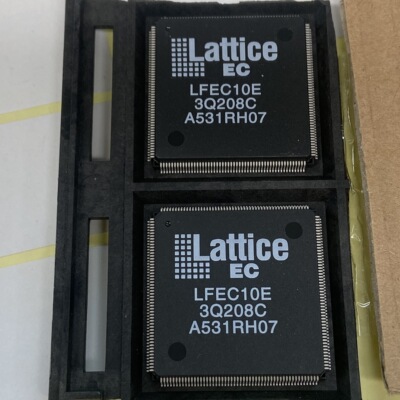 Lattice
EC
LFEC10E
3Q208C
A531RH07
Lattice
EC
LFEC10E
3Q208C
A531RH07